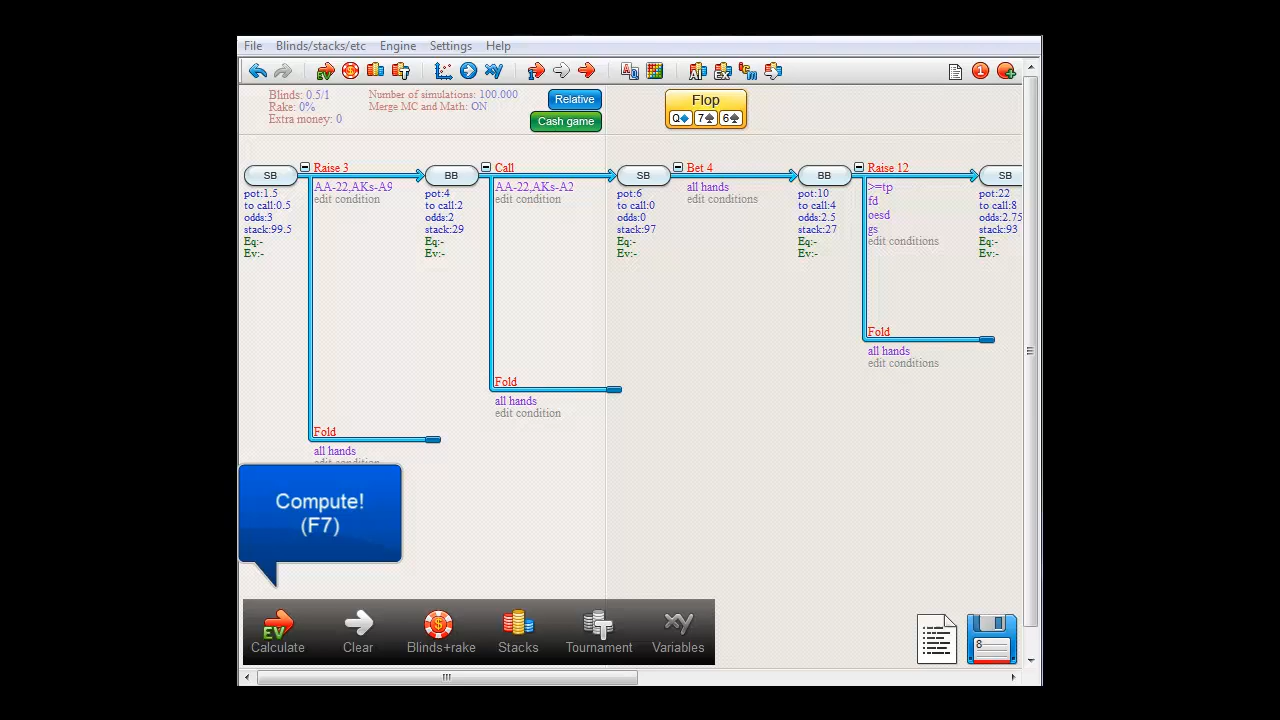 File Blinds/stacks/etc Engine Settings Help
Blinds: 0.5/1
Rake: 0%
Extra money: 0
Number of simulations: 100.000
Merge MC and Math: ON
Relative
Cash game
Flop
Q♦ 7♠ 6♠
SB
pot:1.5
to call:0.5
odds:3
stack:99.5
Eq:-
Ev:-
Raise 3
AA-22,AKs-A9
edit condition
Fold
all hands
edit condition
BB
pot:4
to call:2
odds:2
stack:29
Eq:-
Ev:-
Call
AA-22,AKs-A2
edit condition
Fold
all hands
edit condition
SB
pot:6
to call:0
odds:0
stack:97
Eq:-
Ev:-
Bet 4
all hands
edit conditions
BB
pot:10
to call:4
odds:2.5
stack:27
Eq:-
Ev:-
Raise 12
>=tp
fd
oesd
gs
edit conditions
Fold
all hands
edit conditions
SB
pot:22
to call:8
odds:2.75
stack:93
Eq:-
Ev:-
Compute!
(F7)
EV
Calculate Clear Blinds+rake Stacks Tournament Variables